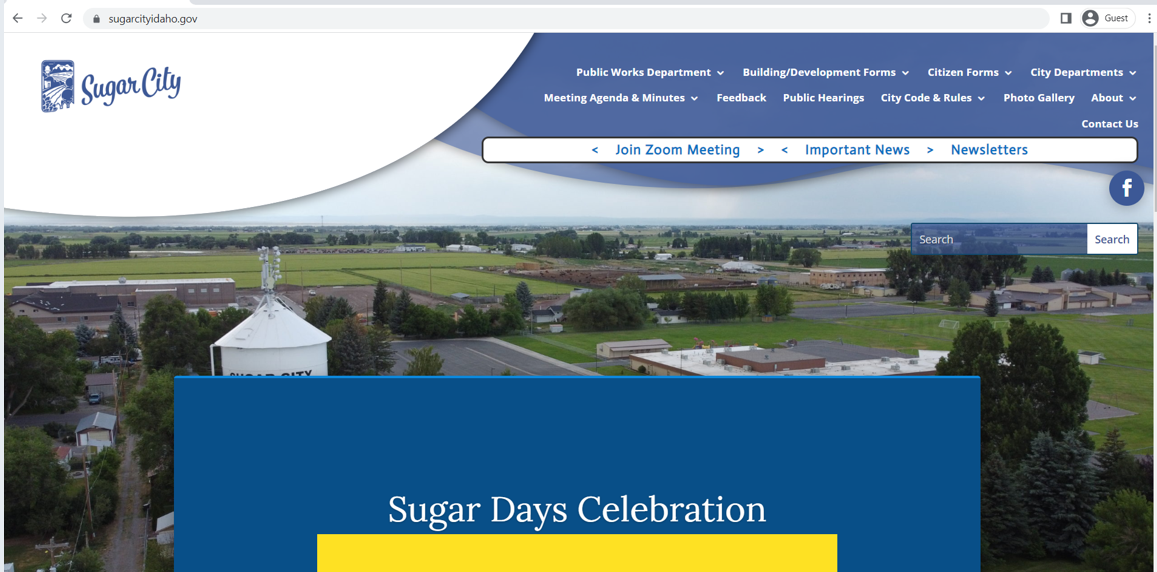 sugarcityidaho.gov
Guest
Sugar City
Public Works Department
Building/Development Forms
Citizen Forms
City Departments
Meeting Agenda & Minutes
Feedback
Public Hearings
City Code & Rules
Photo Gallery
About
Contact Us
< Join Zoom Meeting > < Important News > Newsletters
f
Search
Search
SUGAR CITY
Sugar Days Celebration